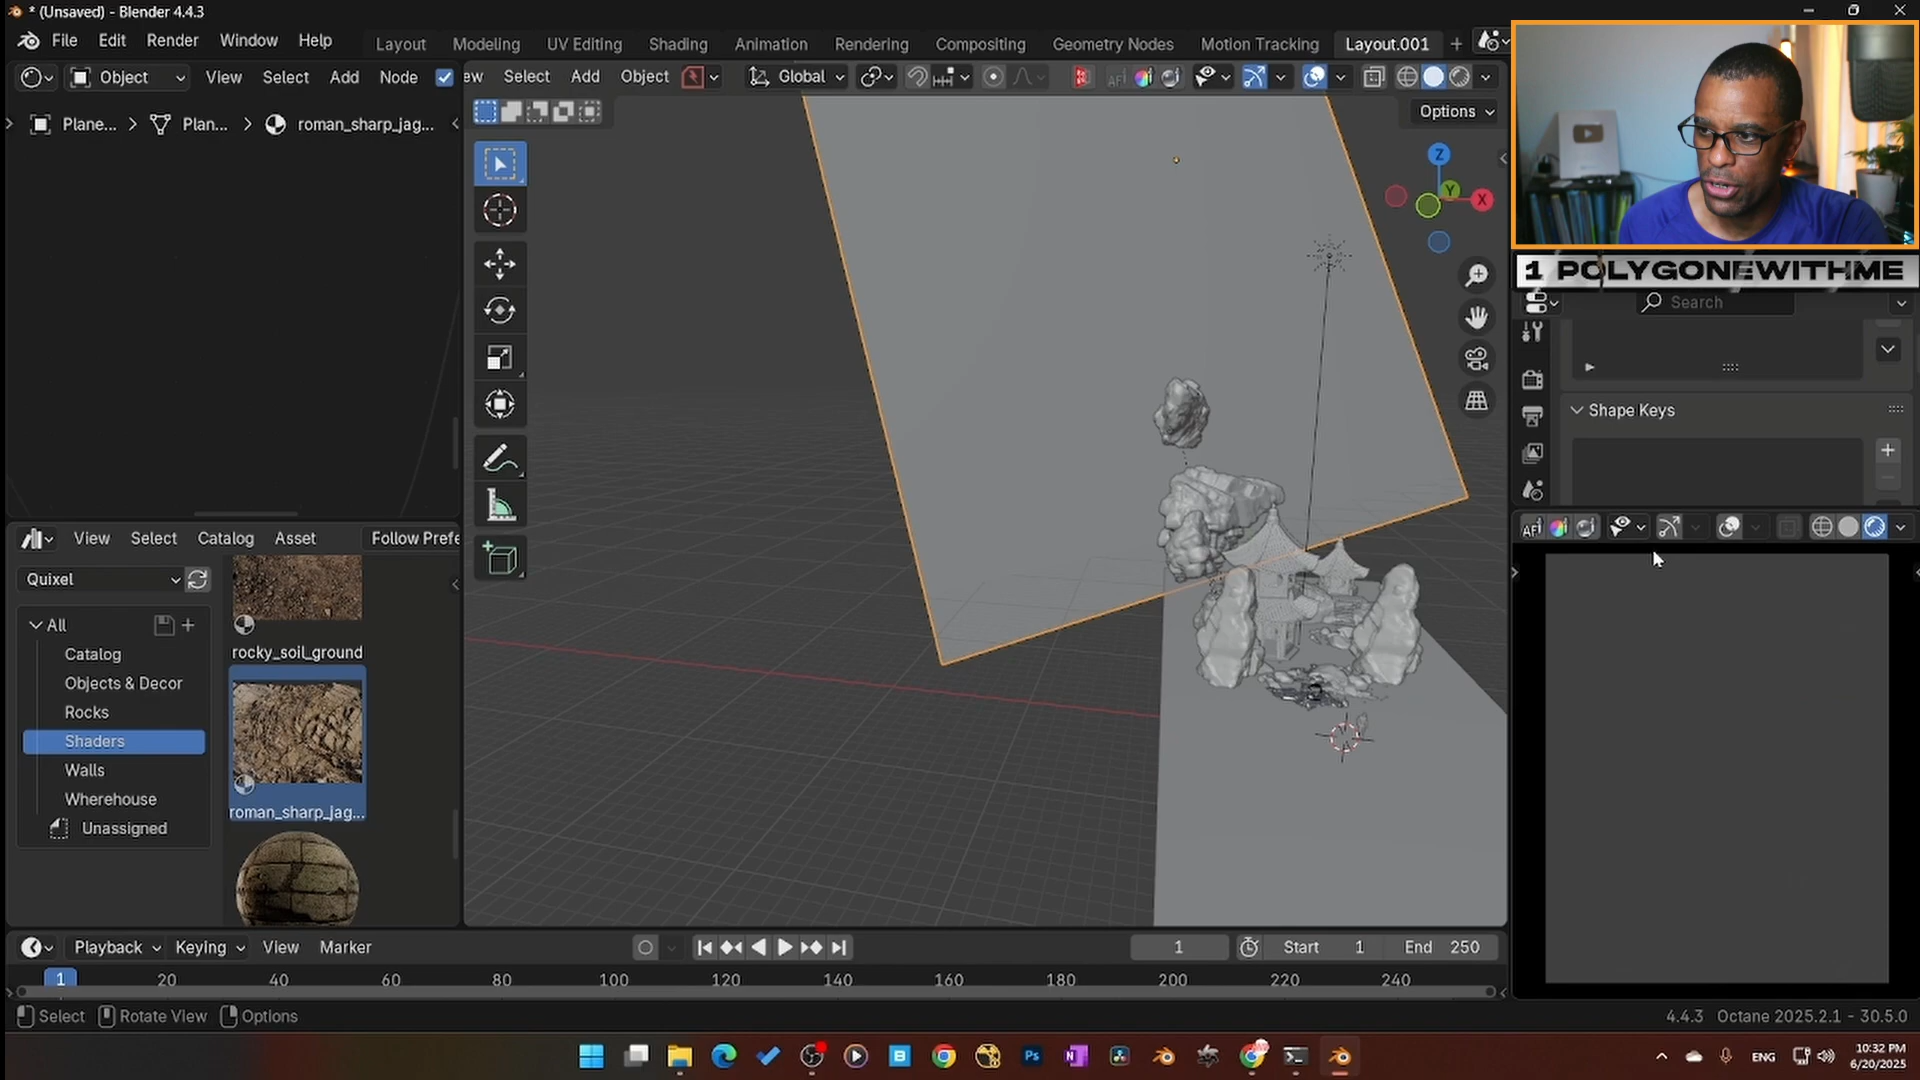 * (Unsaved) - Blender 4.4.3
File Edit Render Window Help
Layout Modeling UV Editing Shading Animation Rendering Compositing Geometry Nodes Motion Tracking Layout.001 +
Object View Select Add Node
ew Select Add Object Global
Options
Plane... > Plan... > roman_sharp_jag...
Z
Y
X
1 POLYGONEWITHME
Search
Shape Keys
View Select Catalog Asset Follow Prefe
Quixel
All
Catalog
Objects & Decor
Rocks
Shaders
Walls
Wherehouse
Unassigned
rocky_soil_ground
roman_sharp_jag...
Playback Keying View Marker
1 Start 1 End 250
1 20 40 60 80 100 120 140 160 180 200 220 240
Select Rotate View Options
4.4.3 Octane 2025.2.1 - 30.5.0
Ps
ENG
10:32 PM
6/20/2025